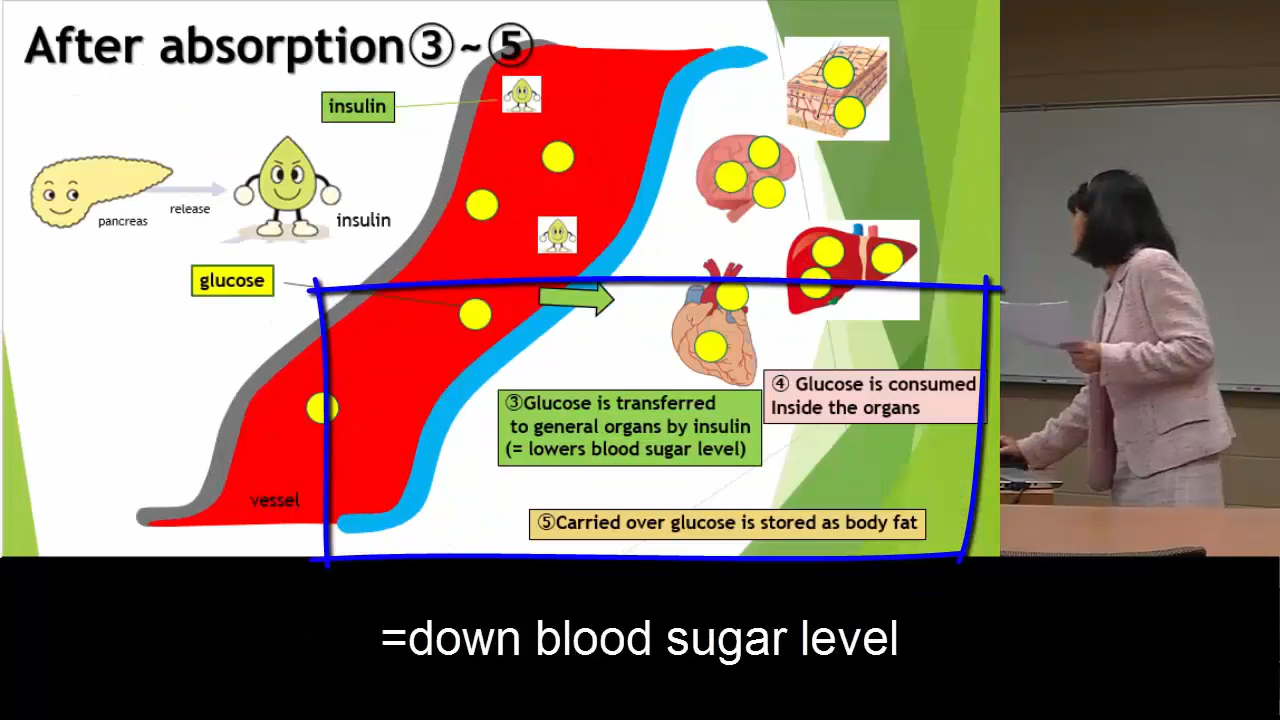 After absorption③~⑤
insulin
pancreas
release
insulin
glucose
④ Glucose is consumed
Inside the organs
③Glucose is transferred
to general organs by insulin
(= lowers blood sugar level)
vessel
⑤Carried over glucose is stored as body fat
=down blood sugar level